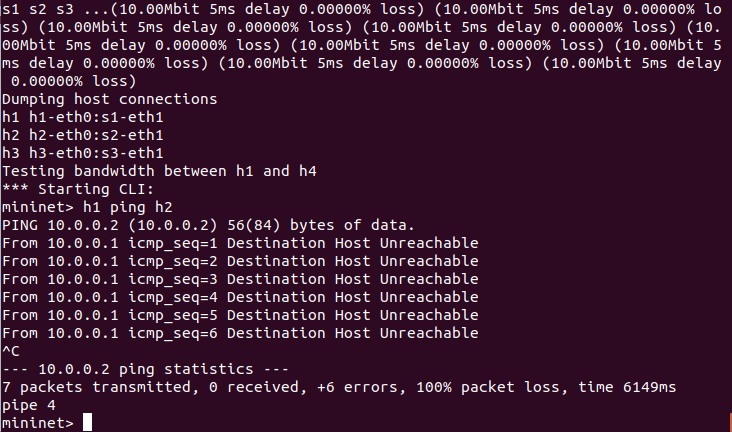 s1 s2 s3 ...(10.00Mbit 5ms delay 0.00000% loss) (10.00Mbit 5ms delay 0.00000% lo
ss) (10.00Mbit 5ms delay 0.00000% loss) (10.00Mbit 5ms delay 0.00000% loss) (10.
00Mbit 5ms delay 0.00000% loss) (10.00Mbit 5ms delay 0.00000% loss) (10.00Mbit 5
ms delay 0.00000% loss) (10.00Mbit 5ms delay 0.00000% loss) (10.00Mbit 5ms delay
 0.00000% loss)
Dumping host connections
h1 h1-eth0:s1-eth1
h2 h2-eth0:s2-eth1
h3 h3-eth0:s3-eth1
Testing bandwidth between h1 and h4
*** Starting CLI:
mininet> h1 ping h2
PING 10.0.0.2 (10.0.0.2) 56(84) bytes of data.
From 10.0.0.1 icmp_seq=1 Destination Host Unreachable
From 10.0.0.1 icmp_seq=2 Destination Host Unreachable
From 10.0.0.1 icmp_seq=3 Destination Host Unreachable
From 10.0.0.1 icmp_seq=4 Destination Host Unreachable
From 10.0.0.1 icmp_seq=5 Destination Host Unreachable
From 10.0.0.1 icmp_seq=6 Destination Host Unreachable
^C
--- 10.0.0.2 ping statistics ---
7 packets transmitted, 0 received, +6 errors, 100% packet loss, time 6149ms
pipe 4
mininet>